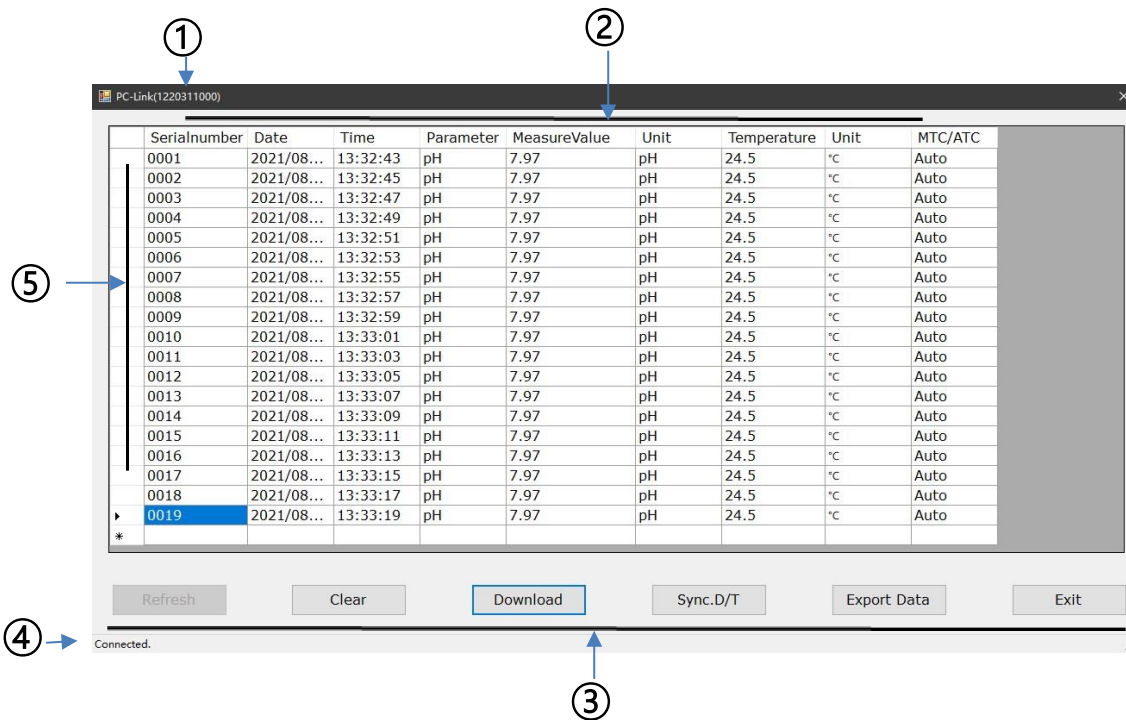 ① ②
PC-Link(1220311000)
Serialnumber Date Time Parameter MeasureValue Unit Temperature Unit MTC/ATC
0001 2021/08... 13:32:43 pH 7.97 pH 24.5 °C Auto
0002 2021/08... 13:32:45 pH 7.97 pH 24.5 °C Auto
0003 2021/08... 13:32:47 pH 7.97 pH 24.5 °C Auto
0004 2021/08... 13:32:49 pH 7.97 pH 24.5 °C Auto
0005 2021/08... 13:32:51 pH 7.97 pH 24.5 °C Auto
0006 2021/08... 13:32:53 pH 7.97 pH 24.5 °C Auto
⑤ 0007 2021/08... 13:32:55 pH 7.97 pH 24.5 °C Auto
0008 2021/08... 13:32:57 pH 7.97 pH 24.5 °C Auto
0009 2021/08... 13:32:59 pH 7.97 pH 24.5 °C Auto
0010 2021/08... 13:33:01 pH 7.97 pH 24.5 °C Auto
0011 2021/08... 13:33:03 pH 7.97 pH 24.5 °C Auto
0012 2021/08... 13:33:05 pH 7.97 pH 24.5 °C Auto
0013 2021/08... 13:33:07 pH 7.97 pH 24.5 °C Auto
0014 2021/08... 13:33:09 pH 7.97 pH 24.5 °C Auto
0015 2021/08... 13:33:11 pH 7.97 pH 24.5 °C Auto
0016 2021/08... 13:33:13 pH 7.97 pH 24.5 °C Auto
0017 2021/08... 13:33:15 pH 7.97 pH 24.5 °C Auto
0018 2021/08... 13:33:17 pH 7.97 pH 24.5 °C Auto
0019 2021/08... 13:33:19 pH 7.97 pH 24.5 °C Auto
Refresh Clear Download Sync.D/T Export Data Exit
④ Connected.
③